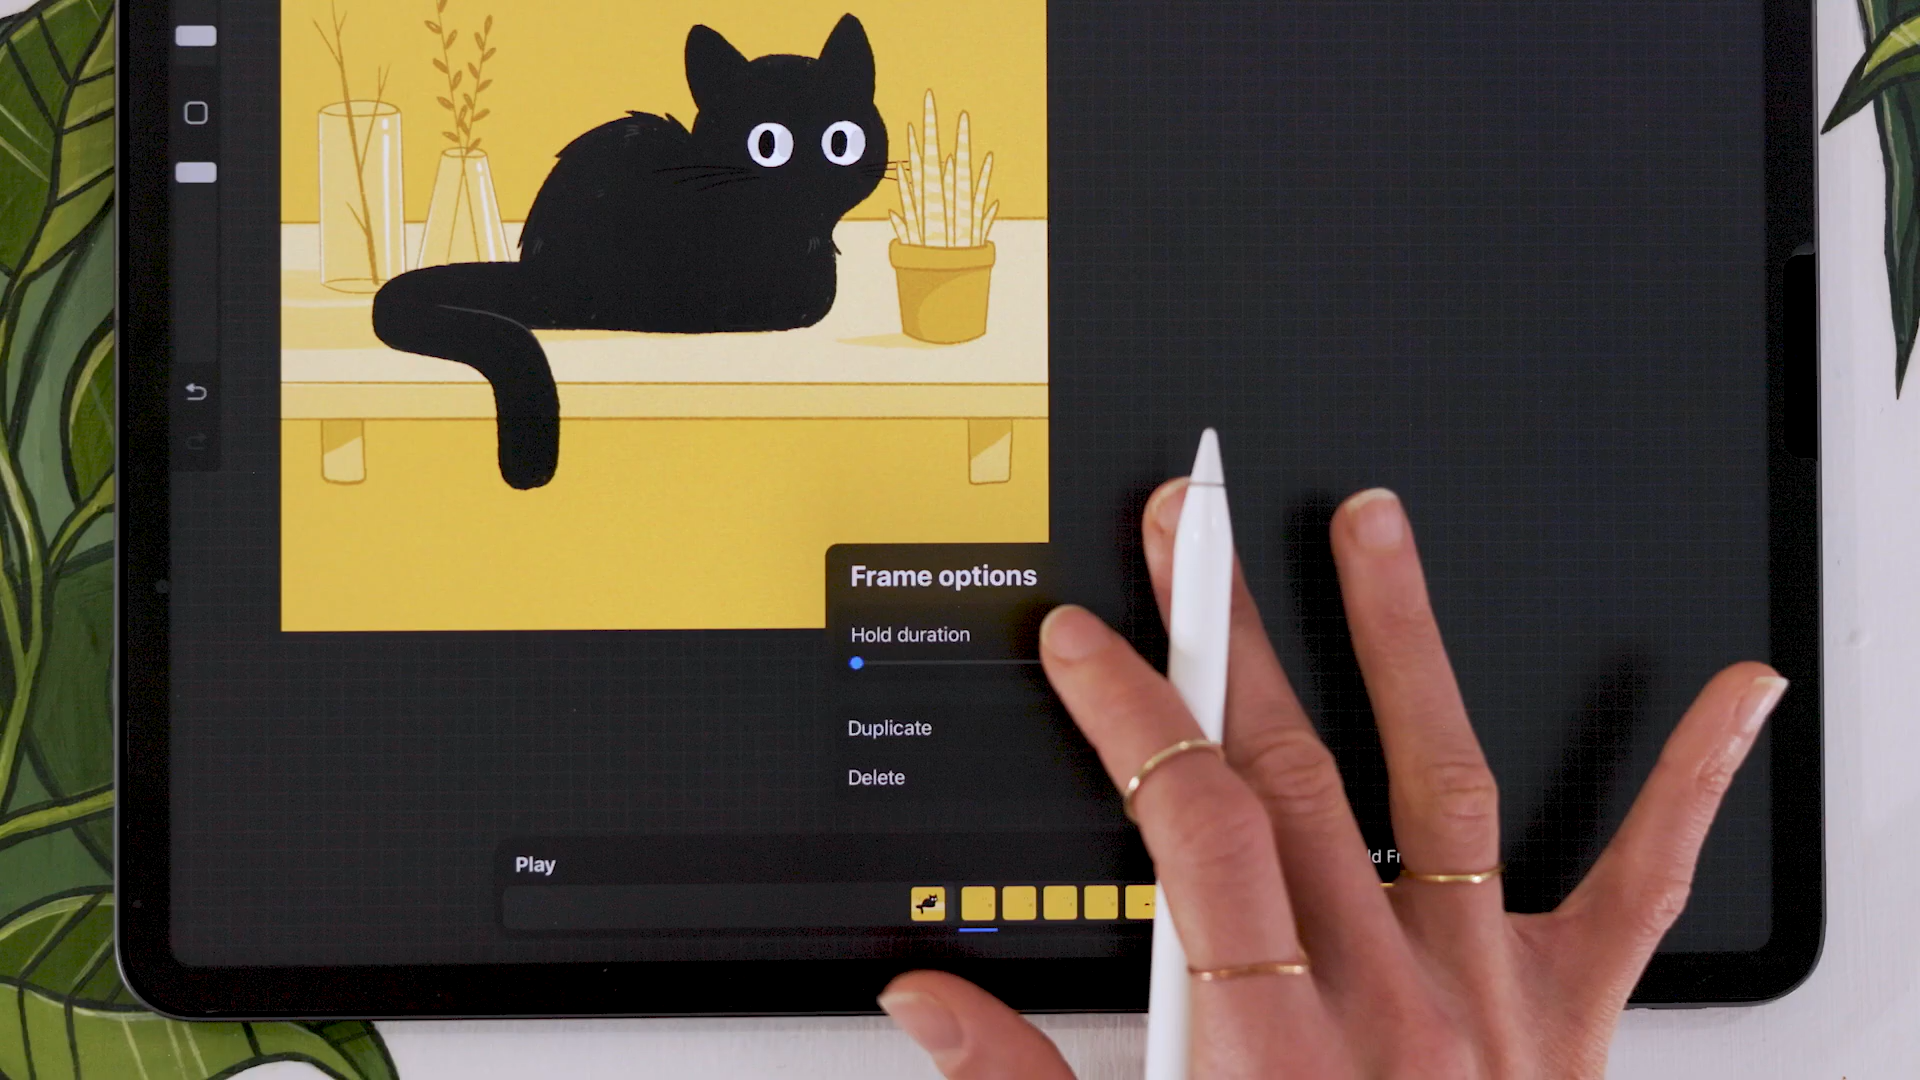 Frame options
Hold duration
Duplicate
Delete
Play